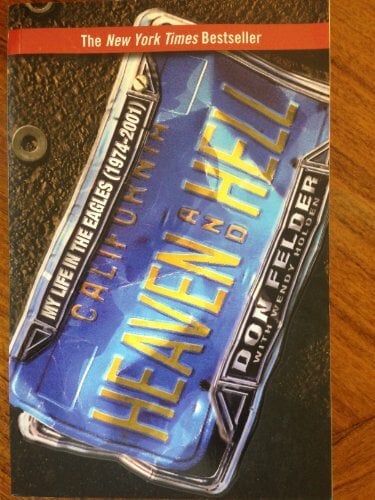 The New York Times Bestseller
MY LIFE IN THE EAGLES (1974-2001)
CALIFORNIA
HEAVEN
AND
HELL
DON FELDER
WITH WENDY HOLDEN